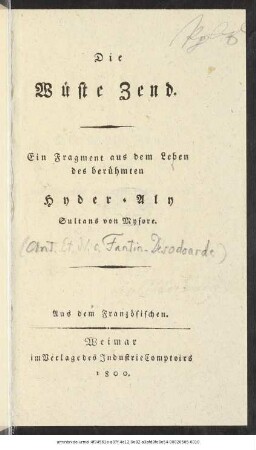 Die
Wüste Zend.
Ein Fragment aus dem Leben
des berühmten
Hyder-Aly
Sultans von Mysore.
(Ant. Et. N. a Fantin-Desodoards)
Aus dem Französischen.
Weimar
im Verlage des Industrie Comptoirs
1800.